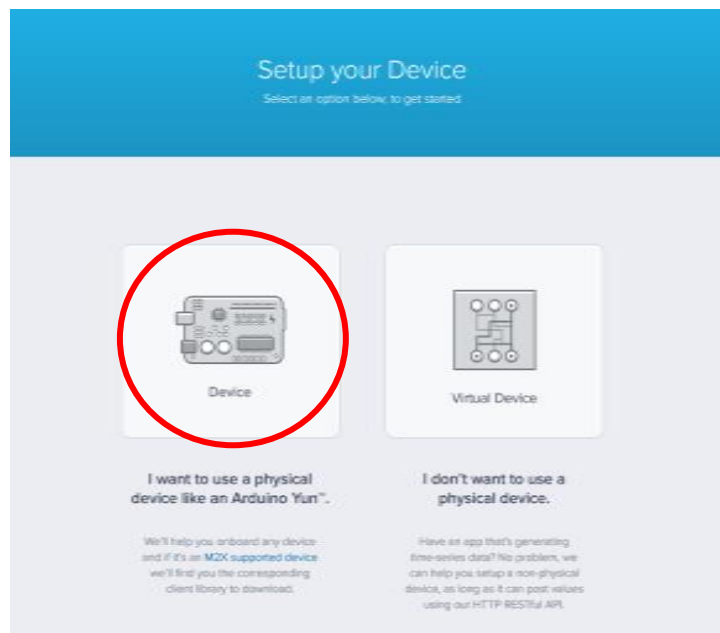 Setup your Device
Select an option below, to get started
Device
Virtual Device
I want to use a physical
device like an Arduino Yun™.
I don't want to use a
physical device.
We'll help you onboard any device
and if it's an M2X supported device
we'll find you the corresponding
client library to download.
Have an app that's generating
time-series data? No problem, we
can help you setup a non-physical
device, as long as it can post values
using our HTTP RESTful API.